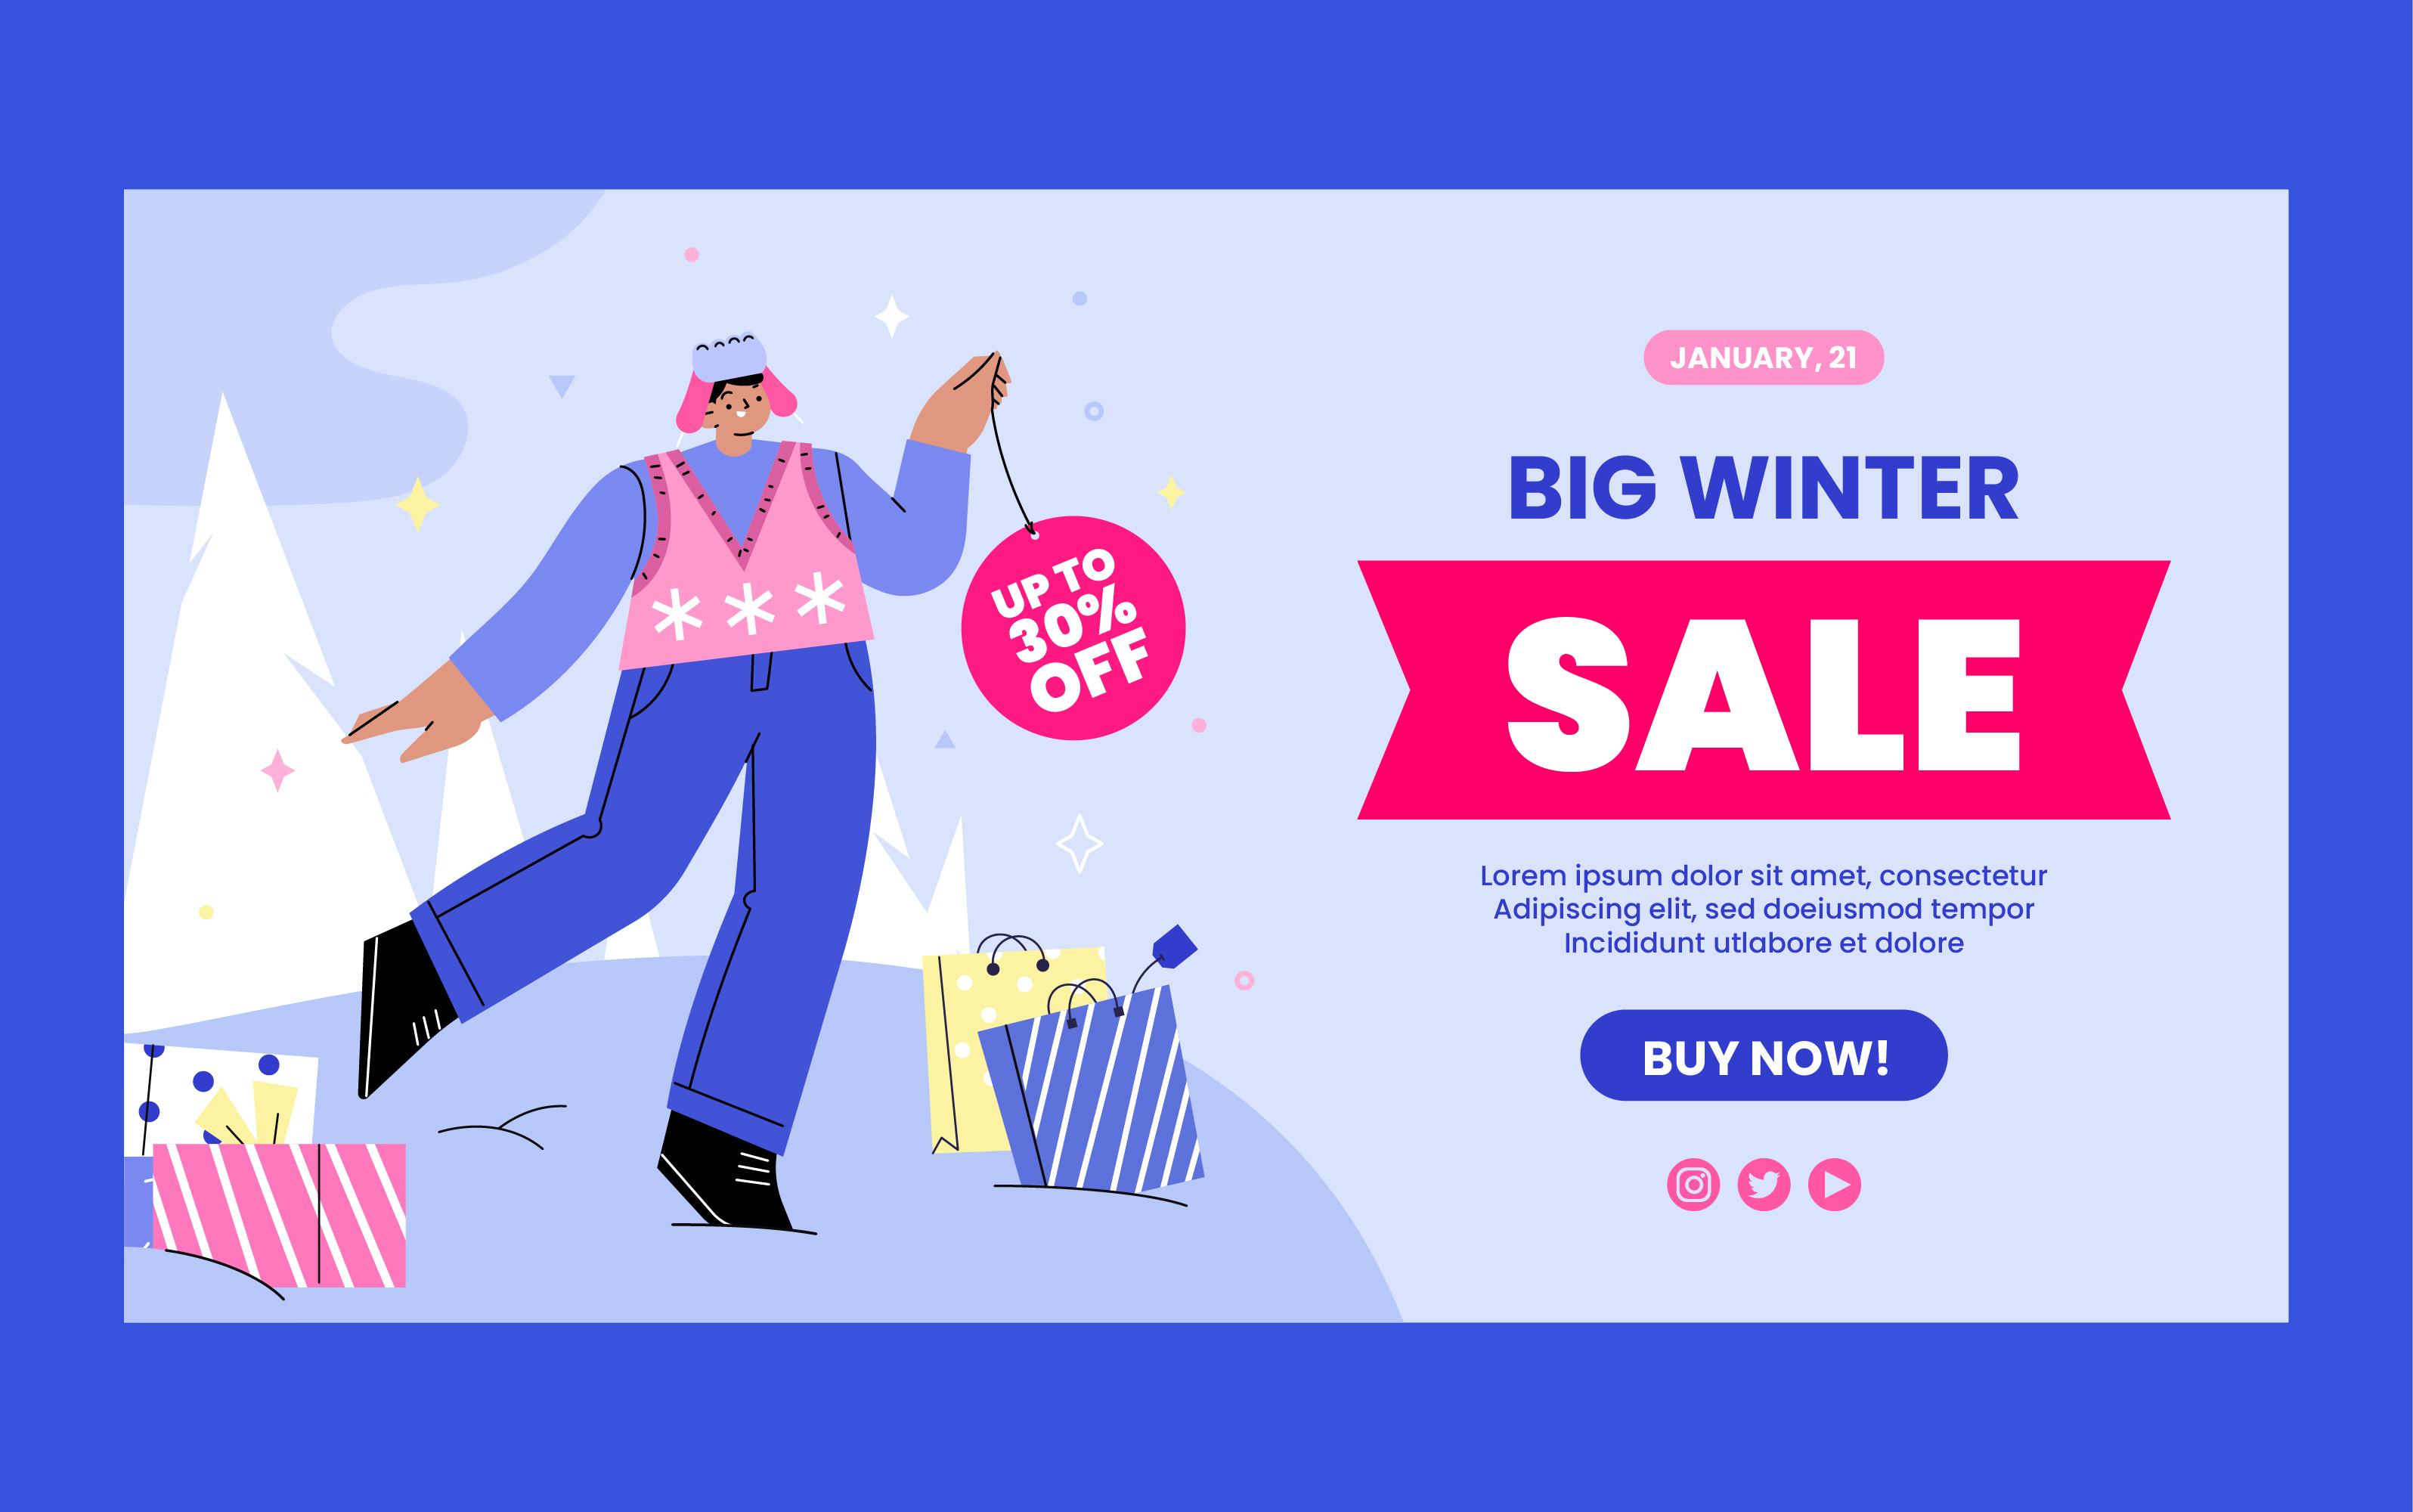 JANUARY, 21
BIG WINTER
SALE
UP TO
30%
OFF
Lorem ipsum dolor sit amet, consectetur
Adipiscing elit, sed doeiusmod tempor
Incididunt utlabore et dolore
BUY NOW!